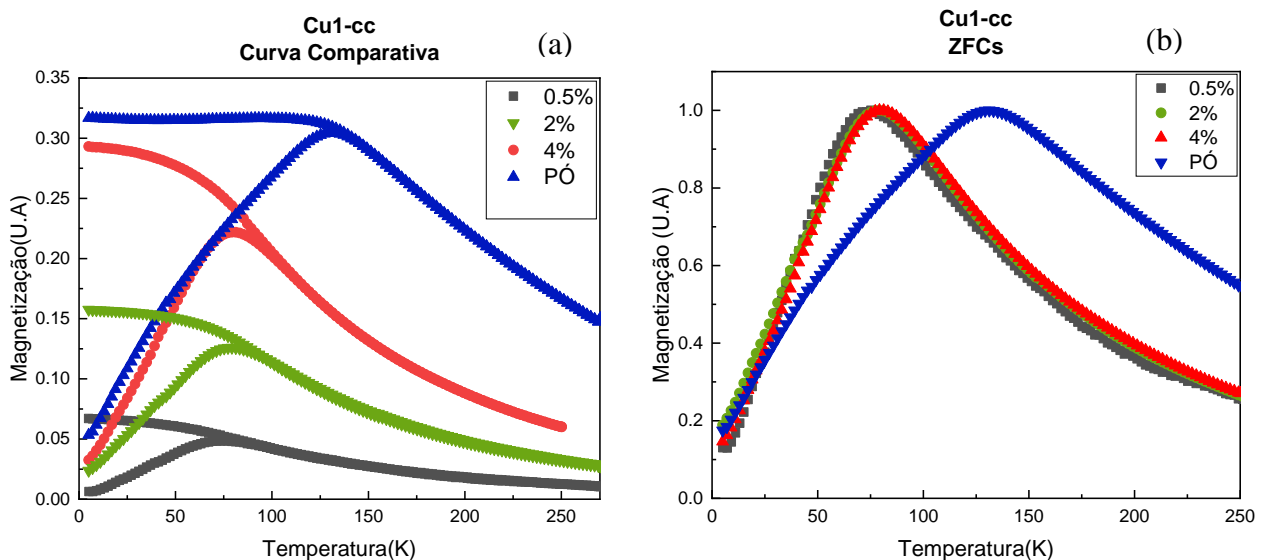 Cu1-cc
Curva Comparativa
(a)
0.5%
2%
4%
PÓ
Magnetização(U.A)
0.35
0.30
0.25
0.20
0.15
0.10
0.05
0.00
0 50 100 150 200 250
Temperatura(K)
Cu1-cc
ZFCs
(b)
0.5%
2%
4%
PÓ
Magnetização (U.A)
1.0
0.8
0.6
0.4
0.2
0.0
0 50 100 150 200 250
Temperatura(K)